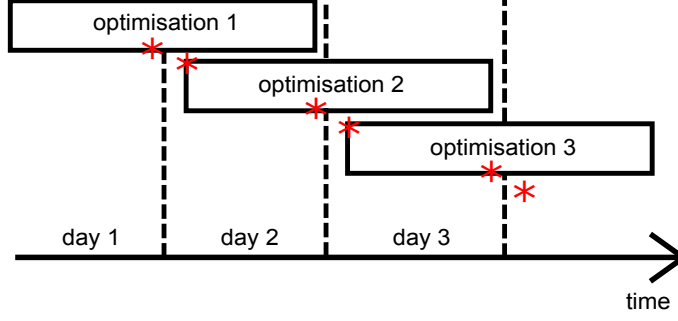 optimisation 1
optimisation 2
optimisation 3
day 1 day 2 day 3
time